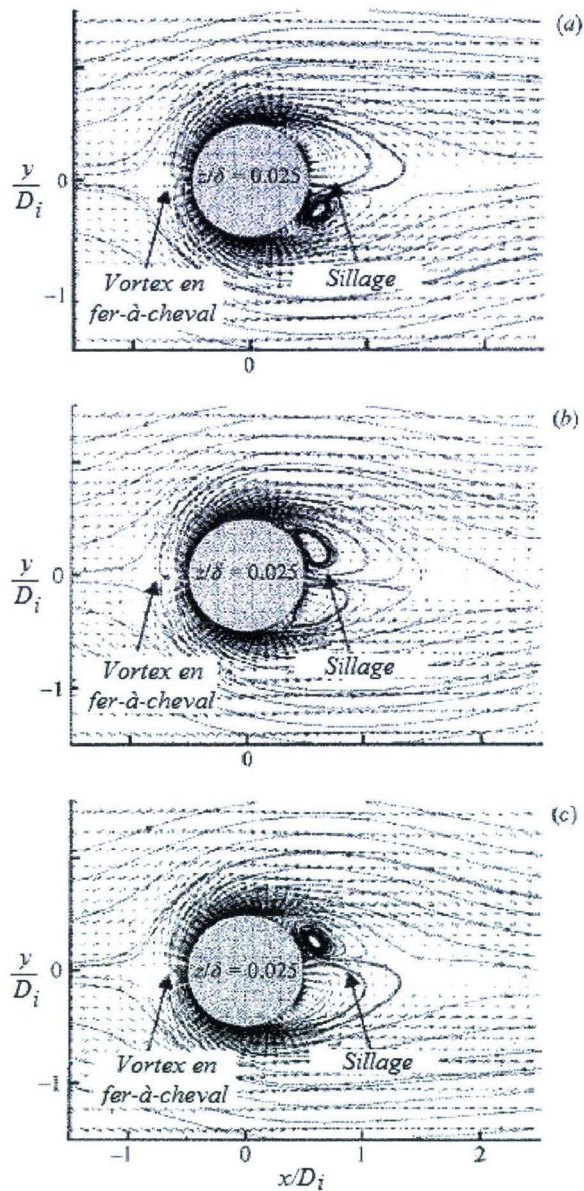 (a)
y
D_i
0
z/δ = 0.025
Vortex en
fer-à-cheval
Sillage
−1
0
(b)
y
D_i
0
z/δ = 0.025
Vortex en
fer-à-cheval
Sillage
−1
0
(c)
y
D_i
0
z/δ = 0.025
Vortex en
fer-à-cheval
Sillage
−1
−1
0
1
2
x/D_i